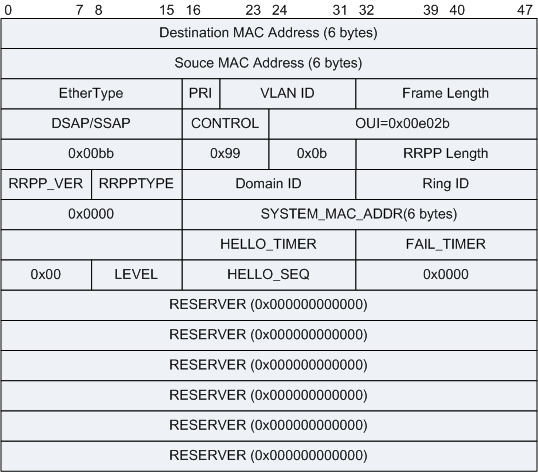 0 7 8 15 16 23 24 31 32 39 40 47
Destination MAC Address (6 bytes)
Souce MAC Address (6 bytes)
EtherType PRI VLAN ID Frame Length
DSAP/SSAP CONTROL OUI=0x00e02b
0x00bb 0x99 0x0b RRPP Length
RRPP_VER RRPPTYPE Domain ID Ring ID
0x0000 SYSTEM_MAC_ADDR(6 bytes)
HELLO_TIMER FAIL_TIMER
0x00 LEVEL HELLO_SEQ 0x0000
RESERVER (0x000000000000)
RESERVER (0x000000000000)
RESERVER (0x000000000000)
RESERVER (0x000000000000)
RESERVER (0x000000000000)
RESERVER (0x000000000000)